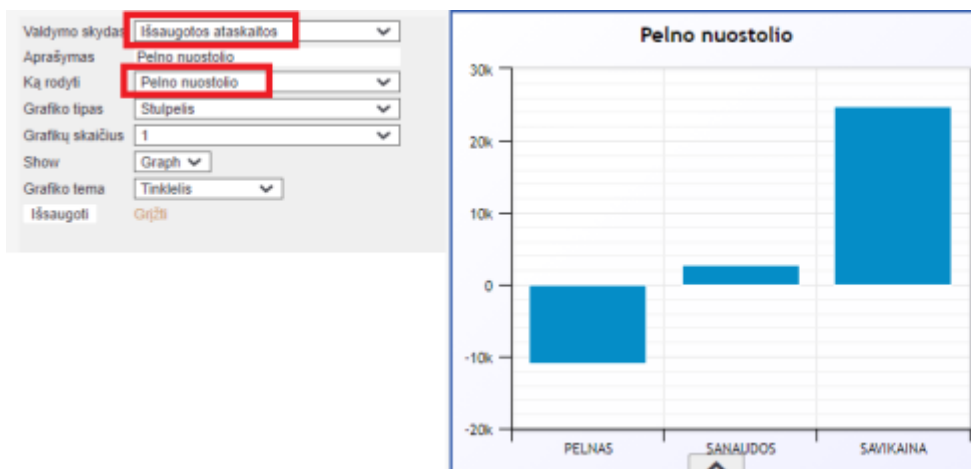 Valdymo skydas Išsaugotos ataskaitos
Aprašymas Pelno nuostolio
Ką rodyti Pelno nuostolio
Grafiko tipas Stulpelis
Grafikų skaičius 1
Show Graph
Grafiko tema Tinklelis
Išsaugoti Grįžti
Pelno nuostolio
30k
20k
10k
0
-10k
-20k
PELNAS SANAUDOS SAVIKAINA